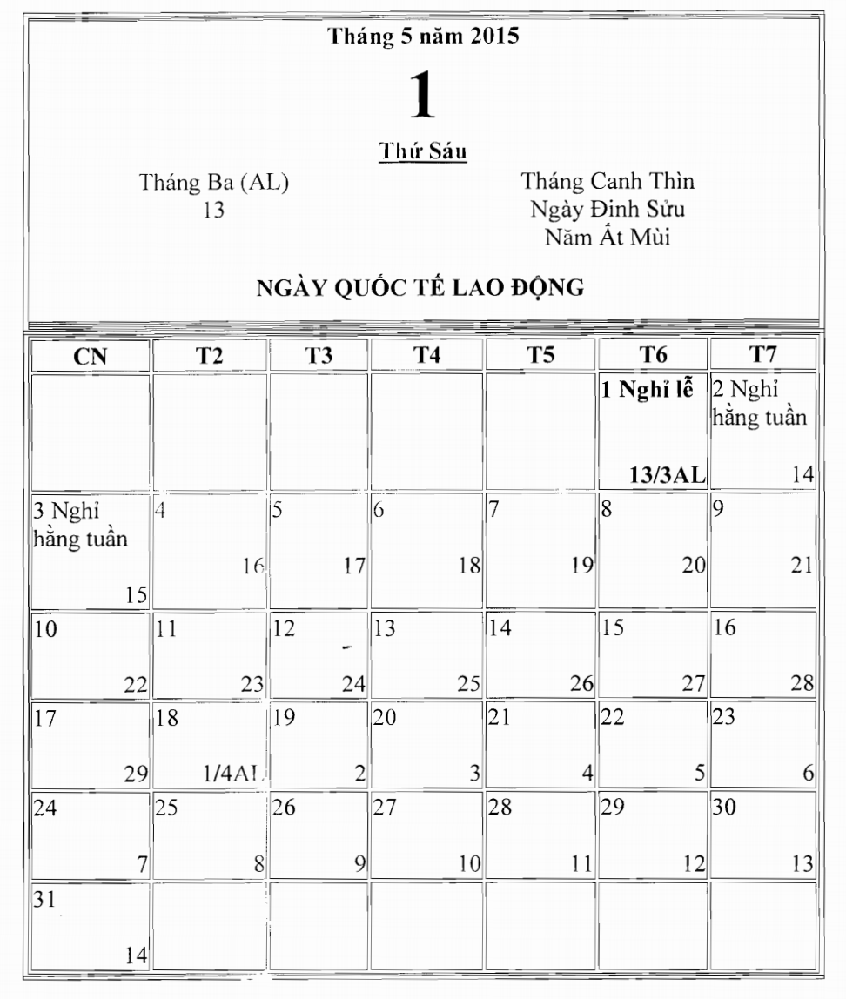 Tháng 5 năm 2015
1
Thứ Sáu
Tháng Ba (AL)
13
Tháng Canh Thìn
Ngày Đinh Sửu
Năm Ất Mùi
NGÀY QUỐC TẾ LAO ĐỘNG
CN T2 T3 T4 T5 T6 T7
1 Nghỉ lễ 2 Nghỉ
hằng tuần
13/3AL 14
3 Nghỉ 4 5 6 7 8 9
hằng tuần
16 17 18 19 20 21
15
10 11 12 13 14 15 16
22 23 24 25 26 27 28
17 18 19 20 21 22 23
29 1/4AL 2 3 4 5 6
24 25 26 27 28 29 30
7 8 9 10 11 12 13
31
14